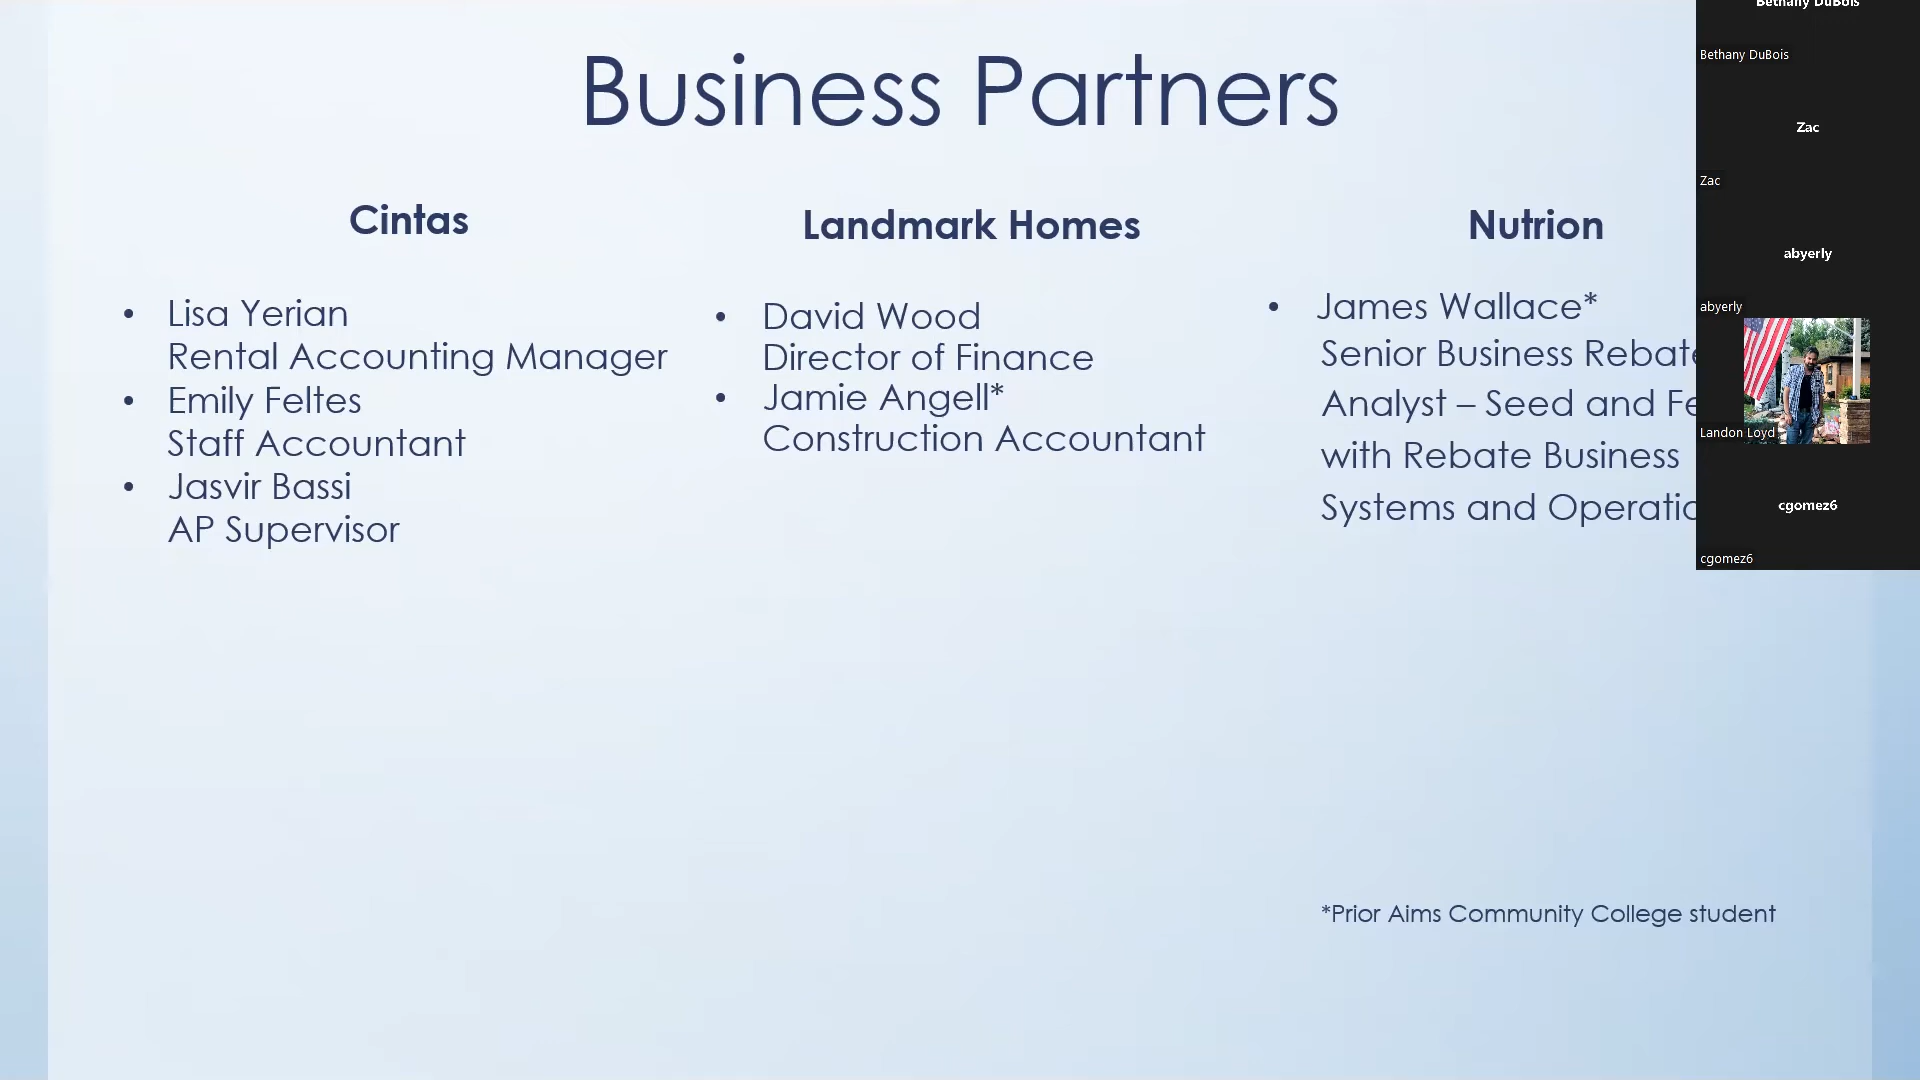 Business Partners
Cintas
• Lisa Yerian
Rental Accounting Manager
• Emily Feltes
Staff Accountant
• Jasvir Bassi
AP Supervisor
Landmark Homes
• David Wood
Director of Finance
• Jamie Angell*
Construction Accountant
Nutrion
• James Wallace*
Senior Business Rebate
Analyst – Seed and
with Rebate Business
Systems and
*Prior Aims Community College student
Bethany DuBois
Bethany DuBois
Zac
Zac
abyerly
abyerly
Landon Loyd
cgomez6
cgomez6